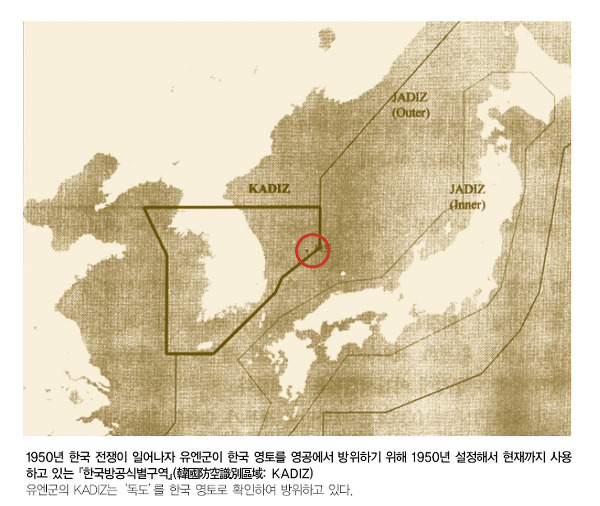 JADIZ
(Outer)
KADIZ
JADIZ
(Inner)
1950년 한국 전쟁이 일어나자 유엔군이 한국 영토를 영공에서 방위하기 위해 1950년 설정해서 현재까지 사용
하고 있는 『한국방공식별구역』(韓國防空識別區域: KADIZ)
유엔군의 KADIZ는 '독도'를 한국 영토로 확인하여 방위하고 있다.